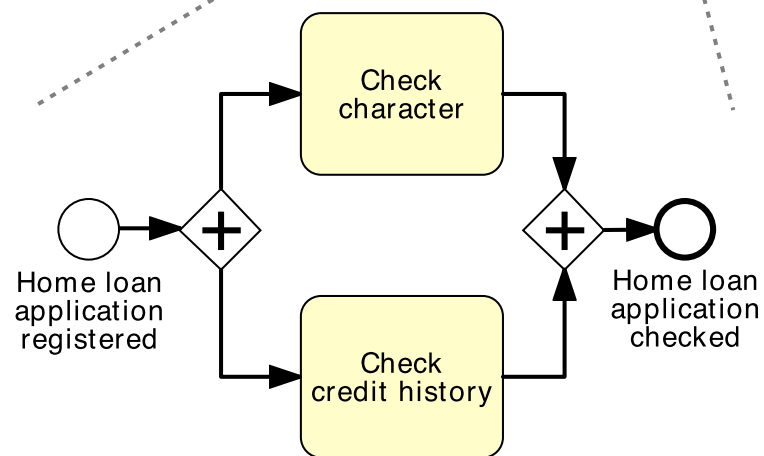 Check
character
Home loan
application
registered
Home loan
application
checked
Check
credit history